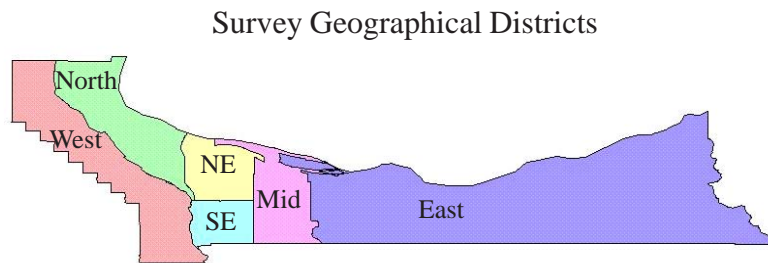 Survey Geographical Districts
North
West
NE
Mid
SE
East